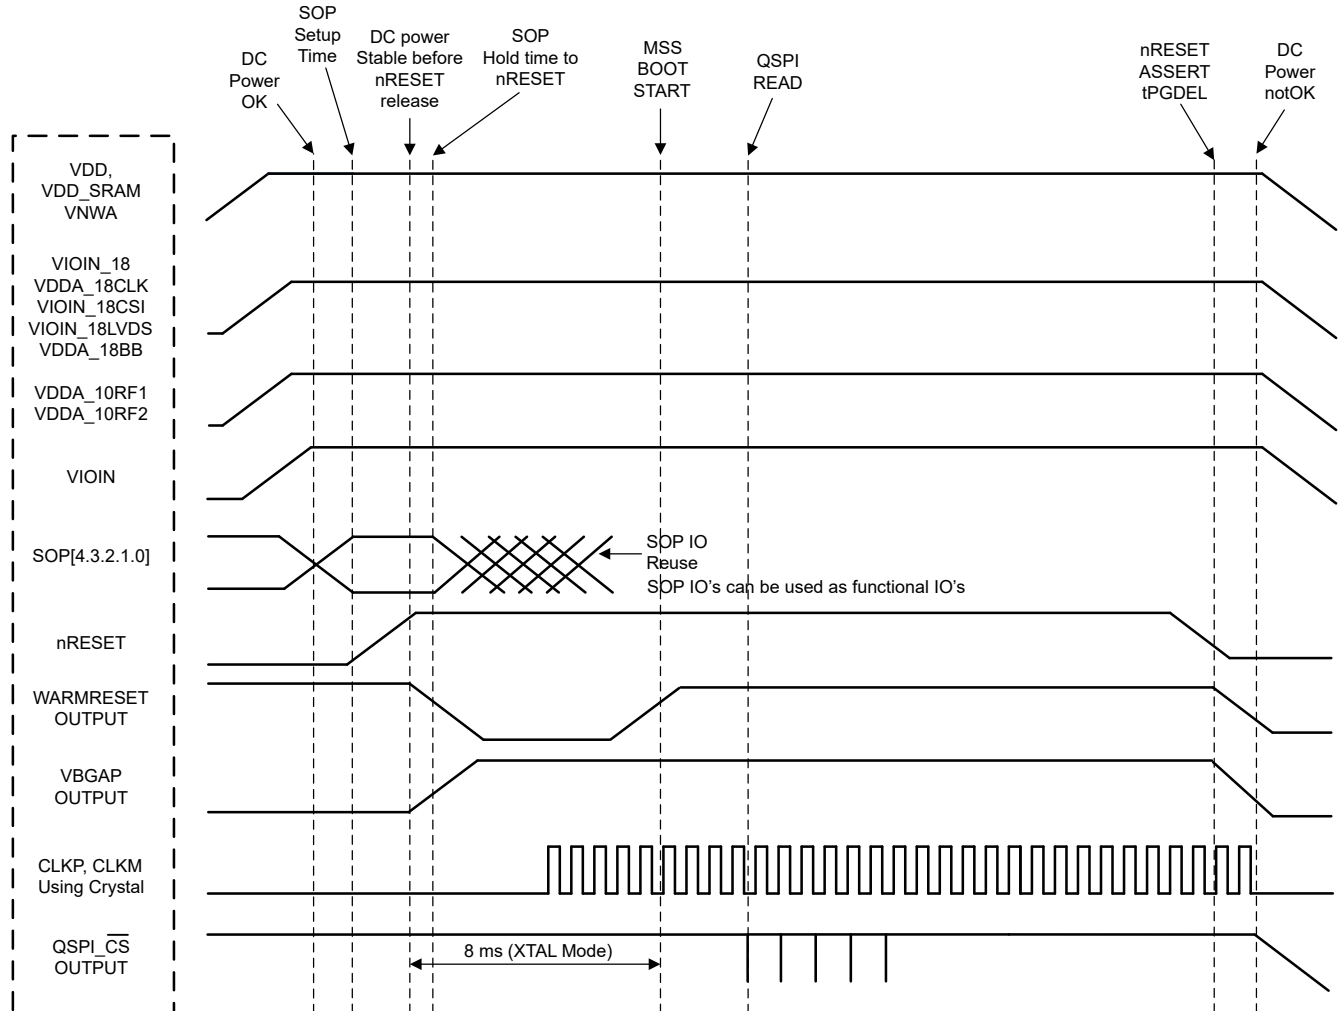 SOP
Setup
Time
DC
Power
OK
DC power
Stable before
nRESET
release
SOP
Hold time to
nRESET
MSS
BOOT
START
QSPI
READ
nRESET
ASSERT
tPGDEL
DC
Power
notOK
VDD,
VDD_SRAM
VNWA
VIOIN_18
VDDA_18CLK
VIOIN_18CSI
VIOIN_18LVDS
VDDA_18BB
VDDA_10RF1
VDDA_10RF2
VIOIN
SOP[4.3.2.1.0]
SOP IO
Reuse
SOP IO's can be used as functional IO's
nRESET
WARMRESET
OUTPUT
VBGAP
OUTPUT
CLKP, CLKM
Using Crystal
QSPI_C̅S̅
OUTPUT
8 ms (XTAL Mode)